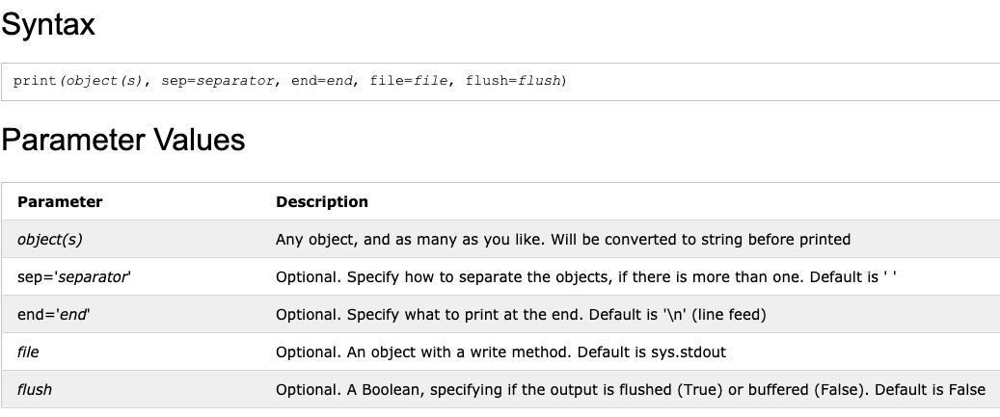 Syntax
print(object(s), sep=separator, end=end, file=file, flush=flush)
Parameter Values
Parameter Description
object(s) Any object, and as many as you like. Will be converted to string before printed
sep='separator' Optional. Specify how to separate the objects, if there is more than one. Default is ' '
end='end' Optional. Specify what to print at the end. Default is '\n' (line feed)
file Optional. An object with a write method. Default is sys.stdout
flush Optional. A Boolean, specifying if the output is flushed (True) or buffered (False). Default is False